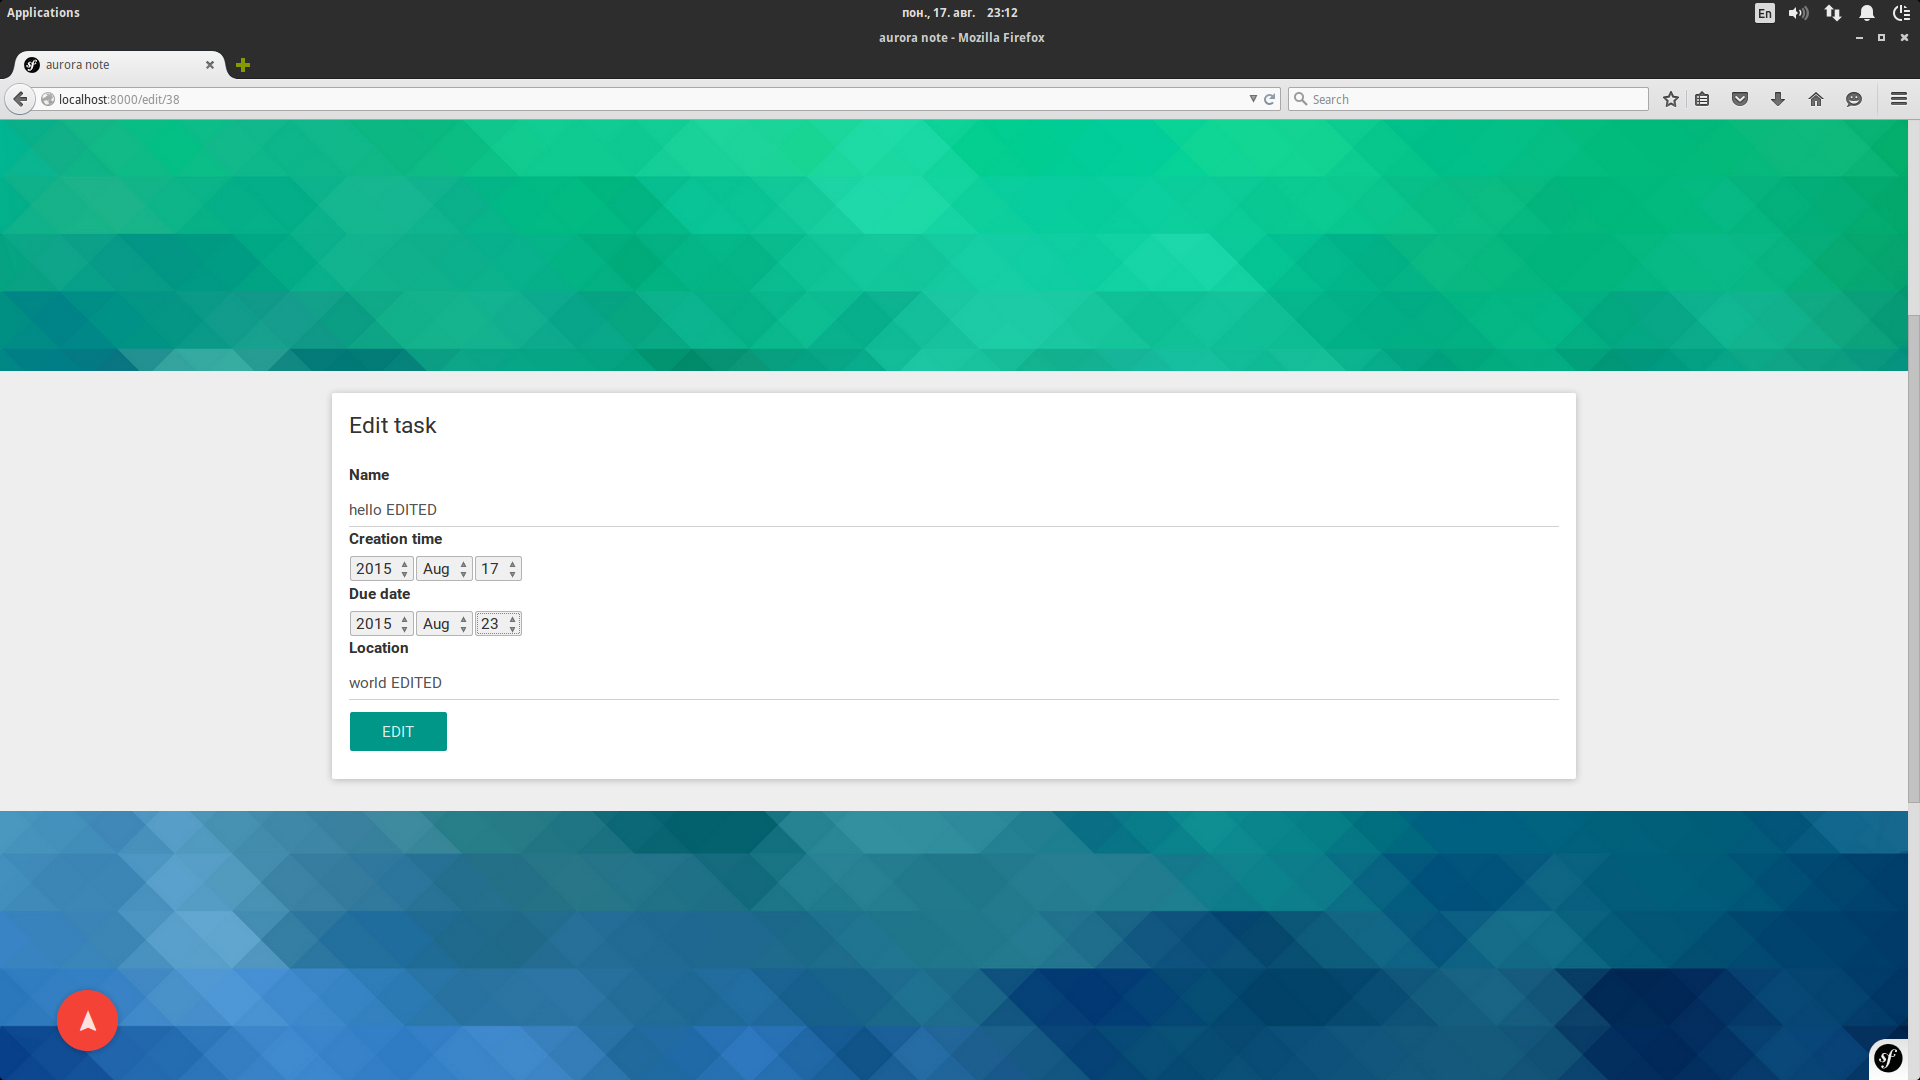 Applications
пон., 17. авг. 23:12
En
aurora note - Mozilla Firefox
aurora note
localhost:8000/edit/38
Search
Edit task
Name
hello EDITED
Creation time
2015 Aug 17
Due date
2015 Aug 23
Location
world EDITED
EDIT
sf